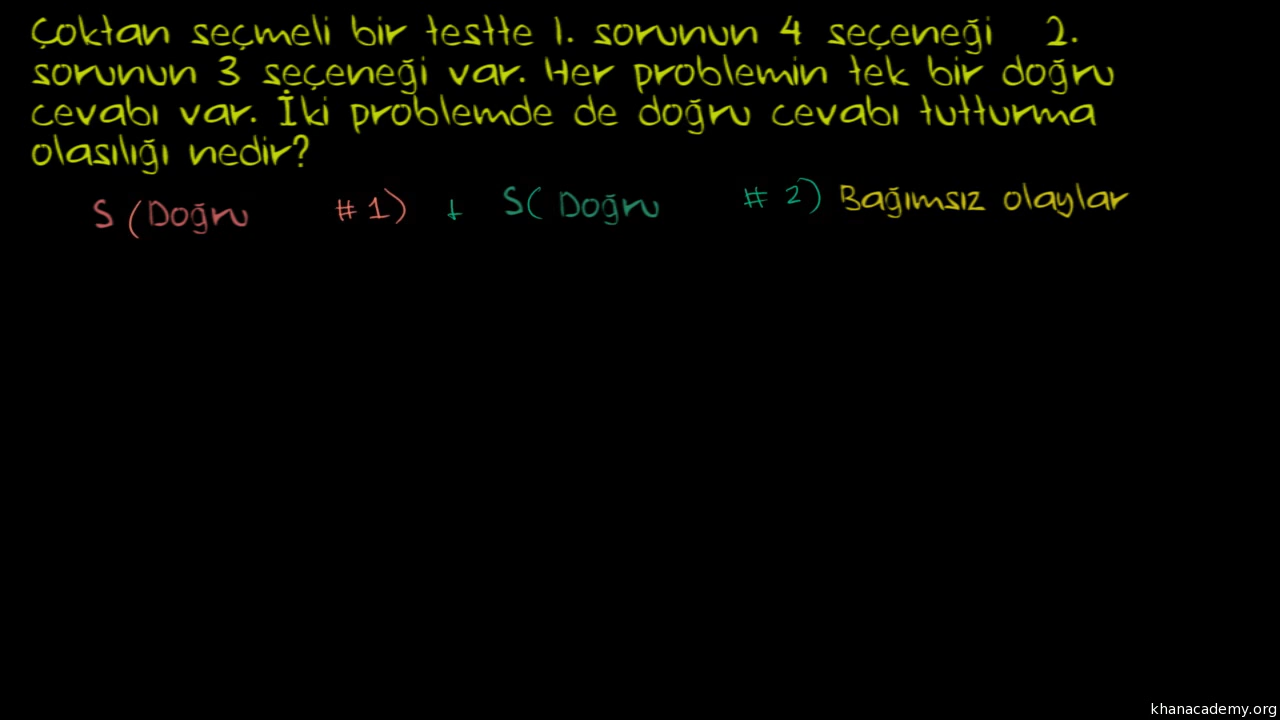 Çoktan seçmeli bir testte 1. sorunun 4 seçeneği 2.
sorunun 3 seçeneği var. Her problemin tek bir doğru
cevabı var. İki problemde de doğru cevabı tutturma
olasılığı nedir?
S (Doğru #1) + S( Doğru #2) Bağımsız olaylar
khanacademy.org